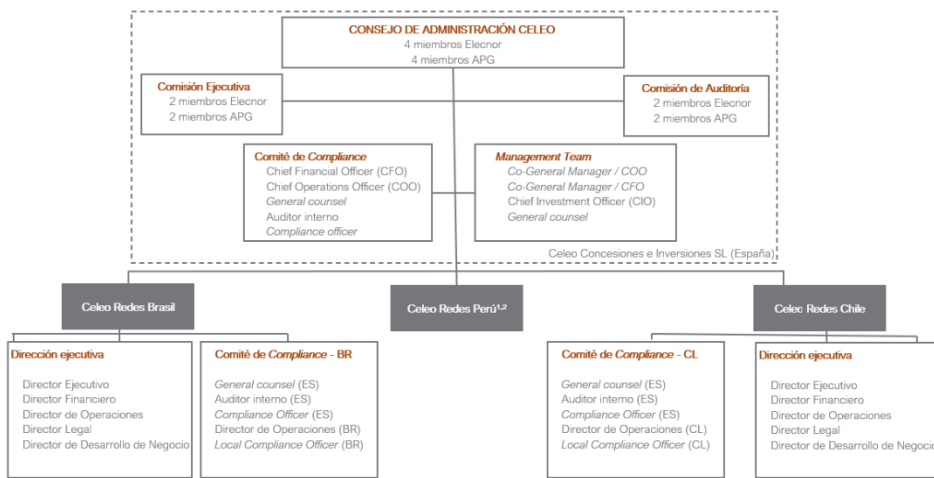 CONSEJO DE ADMINISTRACIÓN CELEO
4 miembros Elecnor
4 miembros APG
Comisión Ejecutiva
2 miembros Elecnor
2 miembros APG
Comisión de Auditoría
2 miembros Elecnor
2 miembros APG
Comité de Compliance
Chief Financial Officer (CFO)
Chief Operations Officer (COO)
General counsel
Auditor interno
Compliance officer
Management Team
Co-General Manager / COO
Co-General Manager / CFO
Chief Investment Officer (CIO)
General counsel
Celeo Concesiones e Inversiones SL (España)
Celeo Redes Brasil
Celeo Redes Perú¹,²
Celec Redes Chile
Dirección ejecutiva
Director Ejecutivo
Director Financiero
Director de Operaciones
Director Legal
Director de Desarrollo de Negocio
Comité de Compliance - BR
General counsel (ES)
Auditor interno (ES)
Compliance Officer (ES)
Director de Operaciones (BR)
Local Compliance Officer (BR)
Comité de Compliance - CL
General counsel (ES)
Auditor interno (ES)
Compliance Officer (ES)
Director de Operaciones (CL)
Local Compliance Officer (CL)
Dirección ejecutiva
Director Ejecutivo
Director Financiero
Director de Operaciones
Director Legal
Director de Desarrollo de Negocio